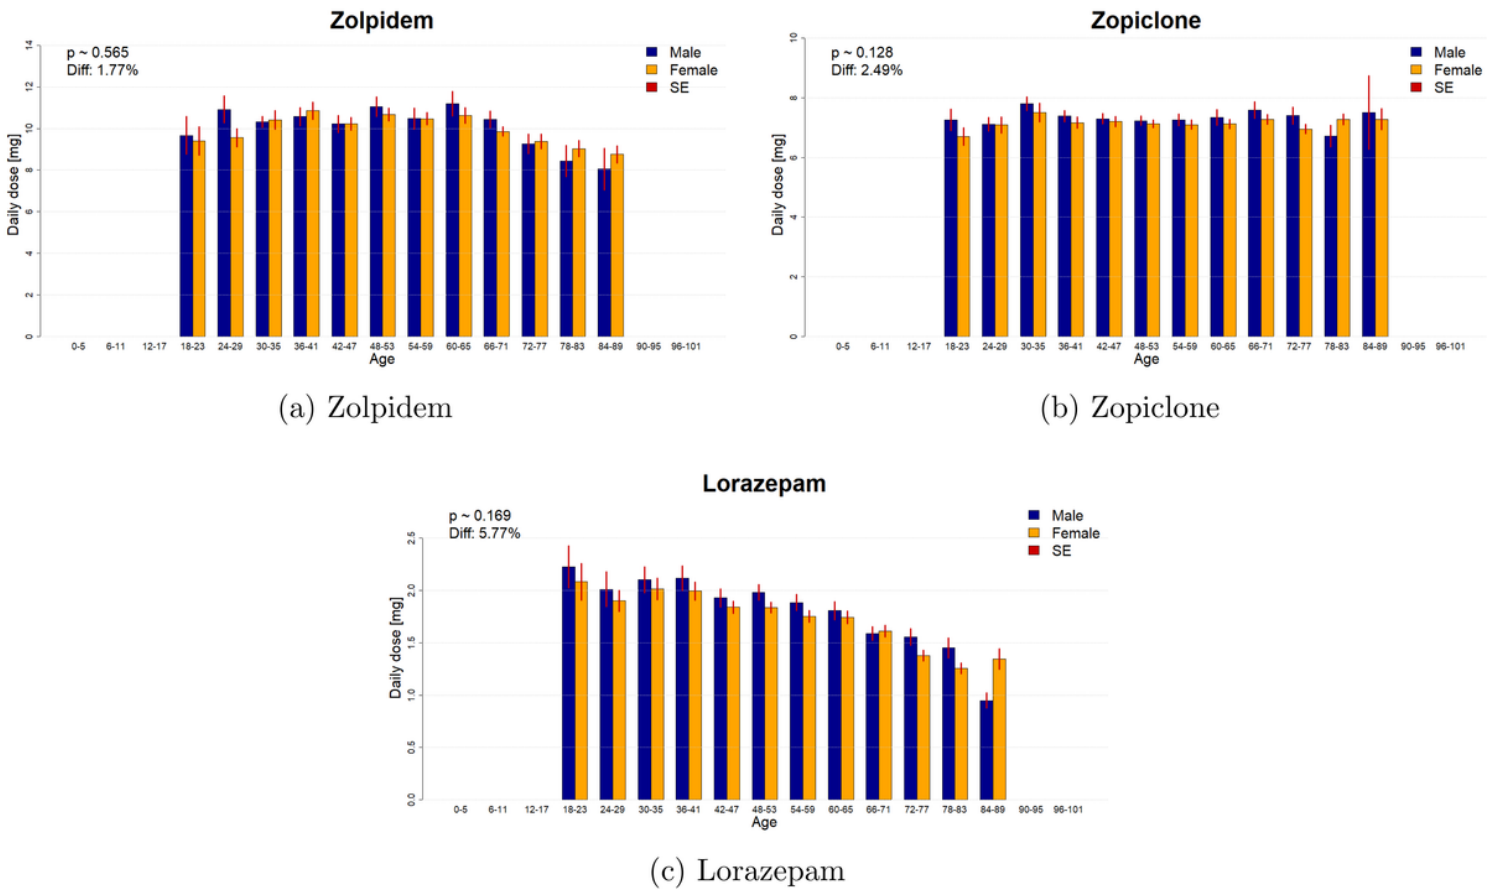 Zolpidem
p ~ 0.565
Diff: 1.77%
Male
Female
SE
Daily dose [mg]
14
12
10
8
6
4
2
0
0-5 6-11 12-17 18-23 24-29 30-35 36-41 42-47 48-53 54-59 60-65 66-71 72-77 78-83 84-89 90-95 96-101
Age
(a) Zolpidem
Zopiclone
p ~ 0.128
Diff: 2.49%
Male
Female
SE
Daily dose [mg]
10
8
6
4
2
0
0-5 6-11 12-17 18-23 24-29 30-35 36-41 42-47 48-53 54-59 60-65 66-71 72-77 78-83 84-89 90-95 96-101
Age
(b) Zopiclone
Lorazepam
p ~ 0.169
Diff: 5.77%
Male
Female
SE
Daily dose [mg]
2.5
2.0
1.5
1.0
0.5
0.0
0-5 6-11 12-17 18-23 24-29 30-35 36-41 42-47 48-53 54-59 60-65 66-71 72-77 78-83 84-89 90-95 96-101
Age
(c) Lorazepam